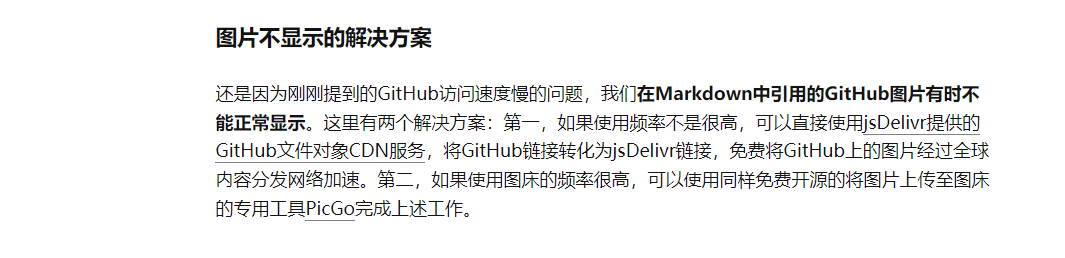 图片不显示的解决方案
还是因为刚刚提到的GitHub访问速度慢的问题，我们在Markdown中引用的GitHub图片有时不
能正常显示。这里有两个解决方案：第一，如果使用频率不是很高，可以直接使用jsDelivr提供的
GitHub文件对象CDN服务，将GitHub链接转化为jsDelivr链接，免费将GitHub上的图片经过全球
内容分发网络加速。第二，如果使用图床的频率很高，可以使用同样免费开源的将图片上传至图床
的专用工具PicGo完成上述工作。